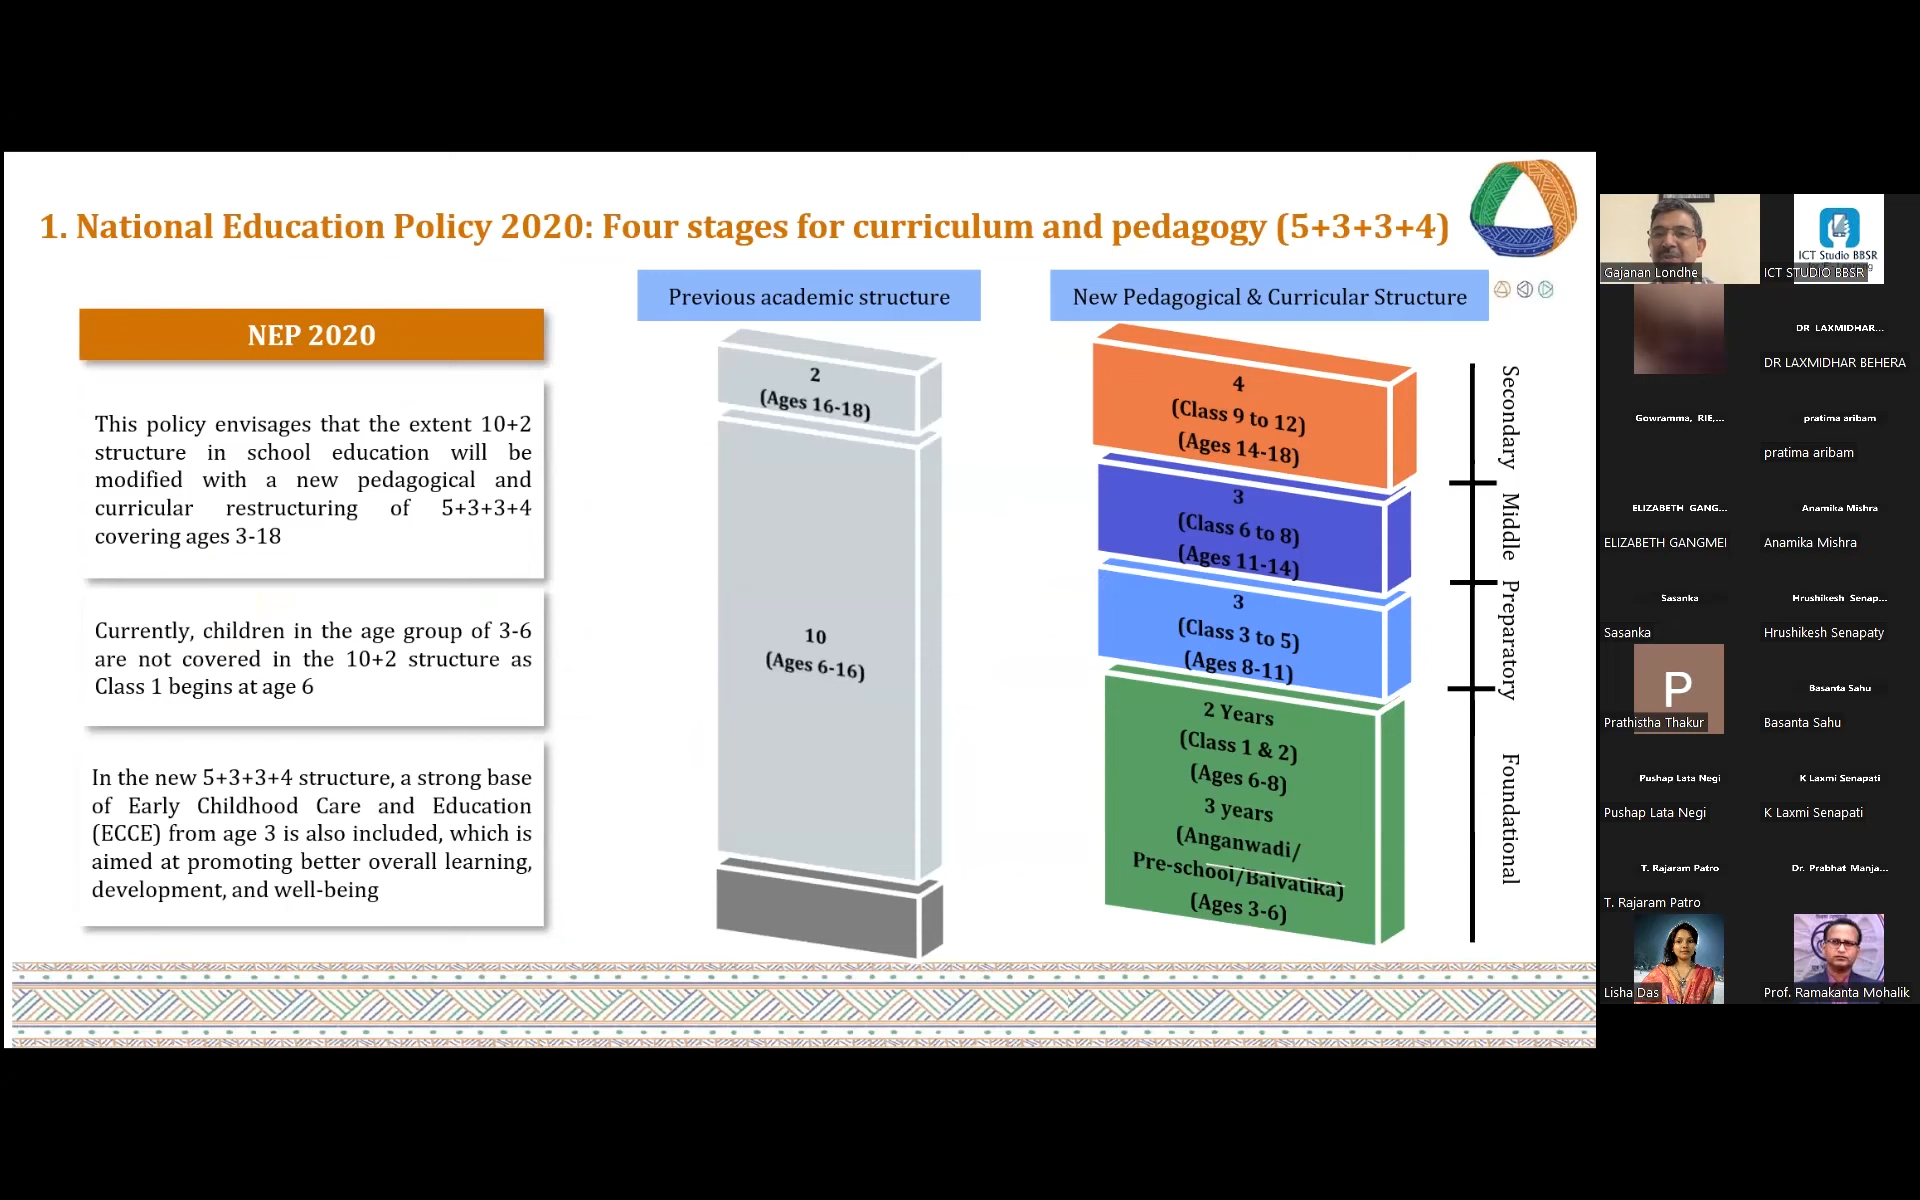 1. National Education Policy 2020: Four stages for curriculum and pedagogy (5+3+3+4)
NEP 2020
This policy envisages that the extent 10+2
structure in school education will be
modified with a new pedagogical and
curricular restructuring of 5+3+3+4
covering ages 3-18
Currently, children in the age group of 3-6
are not covered in the 10+2 structure as
Class 1 begins at age 6
In the new 5+3+3+4 structure, a strong base
of Early Childhood Care and Education
(ECCE) from age 3 is also included, which is
aimed at promoting better overall learning,
development, and well-being
Previous academic structure
2
(Ages 16-18)
10
(Ages 6-16)
New Pedagogical & Curricular Structure
4
(Class 9 to 12)
(Ages 14-18)
3
(Class 6 to 8)
(Ages 11-14)
3
(Class 3 to 5)
(Ages 8-11)
2 Years
(Class 1 & 2)
(Ages 6-8)
3 years
(Anganwadi/
Pre-school/Balvatika)
(Ages 3-6)
Secondary
Middle
Preparatory
Foundational
Gajanan Londhe
ICT Studio BBSR
ICT STUDIO BBSR
DR LAXMIDHAR...
DR LAXMIDHAR BEHERA
Gowramma, RIE,...
pratima aribam
pratima aribam
ELIZABETH GANG...
Anamika Mishra
ELIZABETH GANGMEI
Anamika Mishra
Sasanka
Hrushikesh Senap...
Sasanka
Hrushikesh Senapaty
P
Basanta Sahu
Prathistha Thakur
Basanta Sahu
Pushap Lata Negi
K Laxmi Senapati
Pushap Lata Negi
K Laxmi Senapati
T. Rajaram Patro
Dr. Prabhat Manja...
T. Rajaram Patro
Lisha Das
Prof. Ramakanta Mohalik